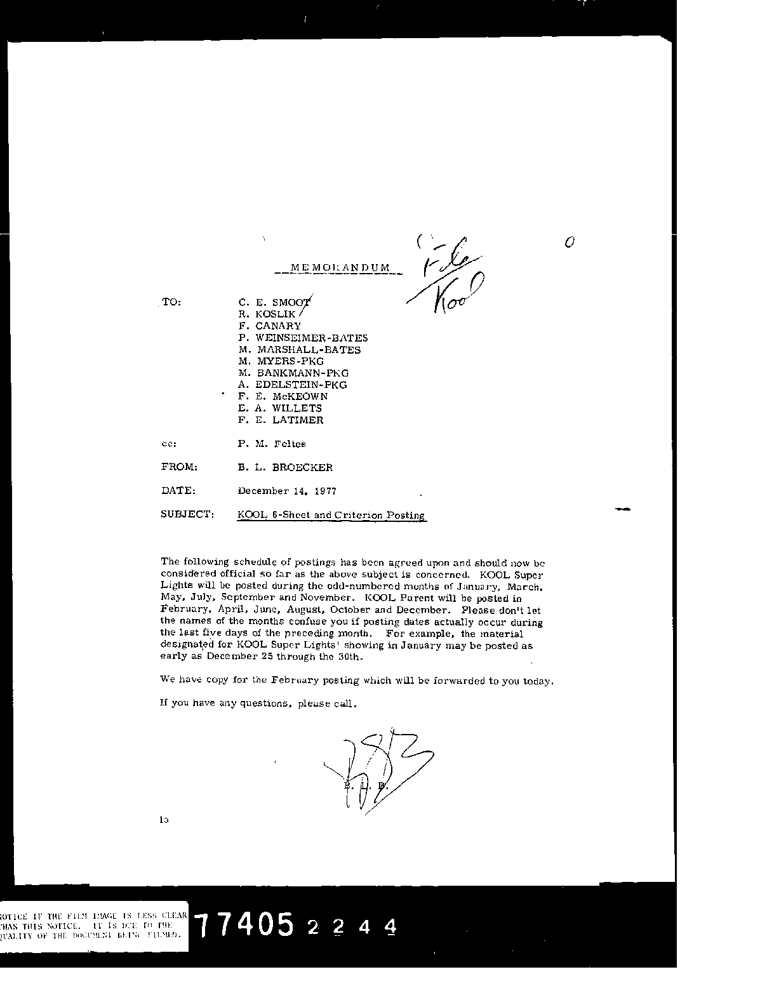 File
Kool
0
MEMORANDUM
TO: C. E. SMOOT
R. KOSLIK
F. CANARY
P. WEINSEIMER-BATES
M. MARSHALL-BATES
M. MYERS-PKG
M. BANKMANN-PKG
A. EDELSTEIN-PKG
F. E. McKEOWN
E. A. WILLETS
F. E. LATIMER
cc: P. M. Feltes
FROM: B. L. BROECKER
DATE: December 14, 1977
SUBJECT: KOOL 6-Sheet and Criterion Posting
The following schedule of postings has been agreed upon and should now be
considered official so far as the above subject is concerned. KOOL Super
Lights will be posted during the odd-numbered months of January, March,
May, July, September and November. KOOL Parent will be posted in
February, April, June, August, October and December. Please don't let
the names of the months confuse you if posting dates actually occur during
the last five days of the preceding month. For example, the material
designated for KOOL Super Lights' showing in January may be posted as
early as December 25 through the 30th.
We have copy for the February posting which will be forwarded to you today.
If you have any questions, please call.
B. L. B.
lb
NOTICE IF THE FILM IMAGE IS LESS CLEAR
THAN THIS NOTICE. IT IS DUE TO THE
QUALITY OF THE DOCUMENT BEING FILMED.
77405 2244